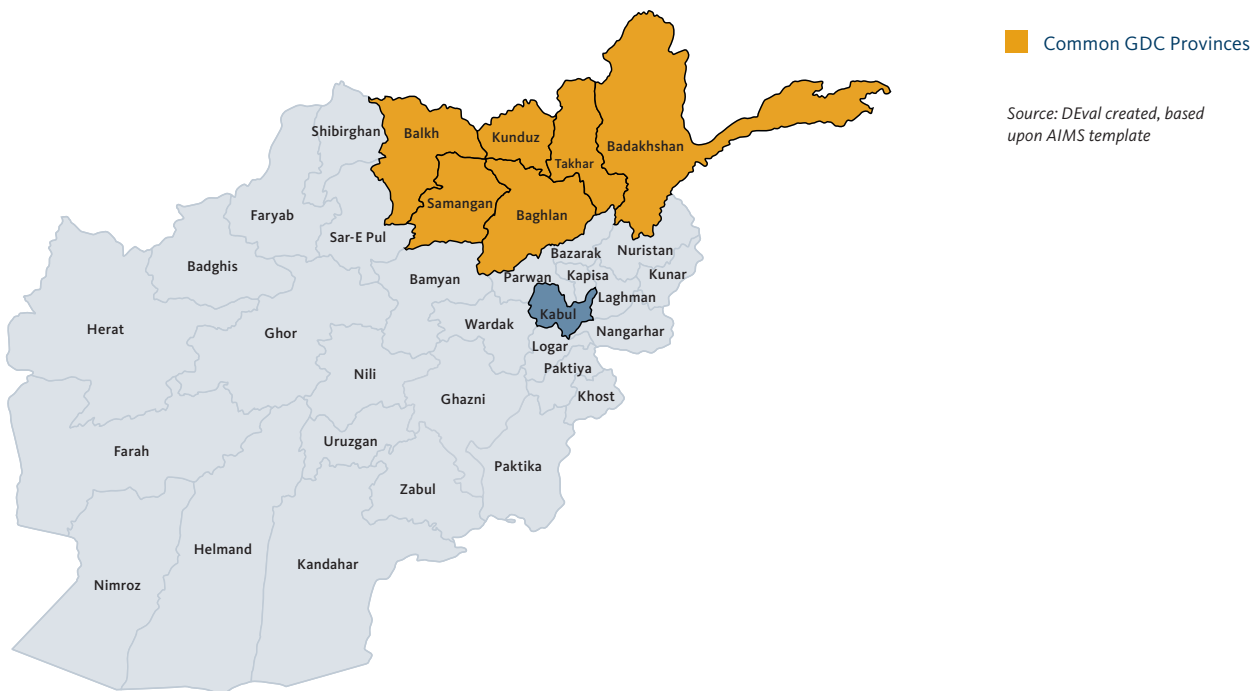 Common GDC Provinces
Source: DEval created, based
upon AIMS template
Shibirghan
Balkh
Kunduz
Takhar
Badakhshan
Samangan
Baghlan
Faryab
Sar-E Pul
Badghis
Bamyan
Bazarak
Nuristan
Parwan
Kapisa
Kunar
Laghman
Kabul
Herat
Ghor
Wardak
Nangarhar
Logar
Paktiya
Nili
Ghazni
Khost
Farah
Uruzgan
Paktika
Zabul
Helmand
Kandahar
Nimroz